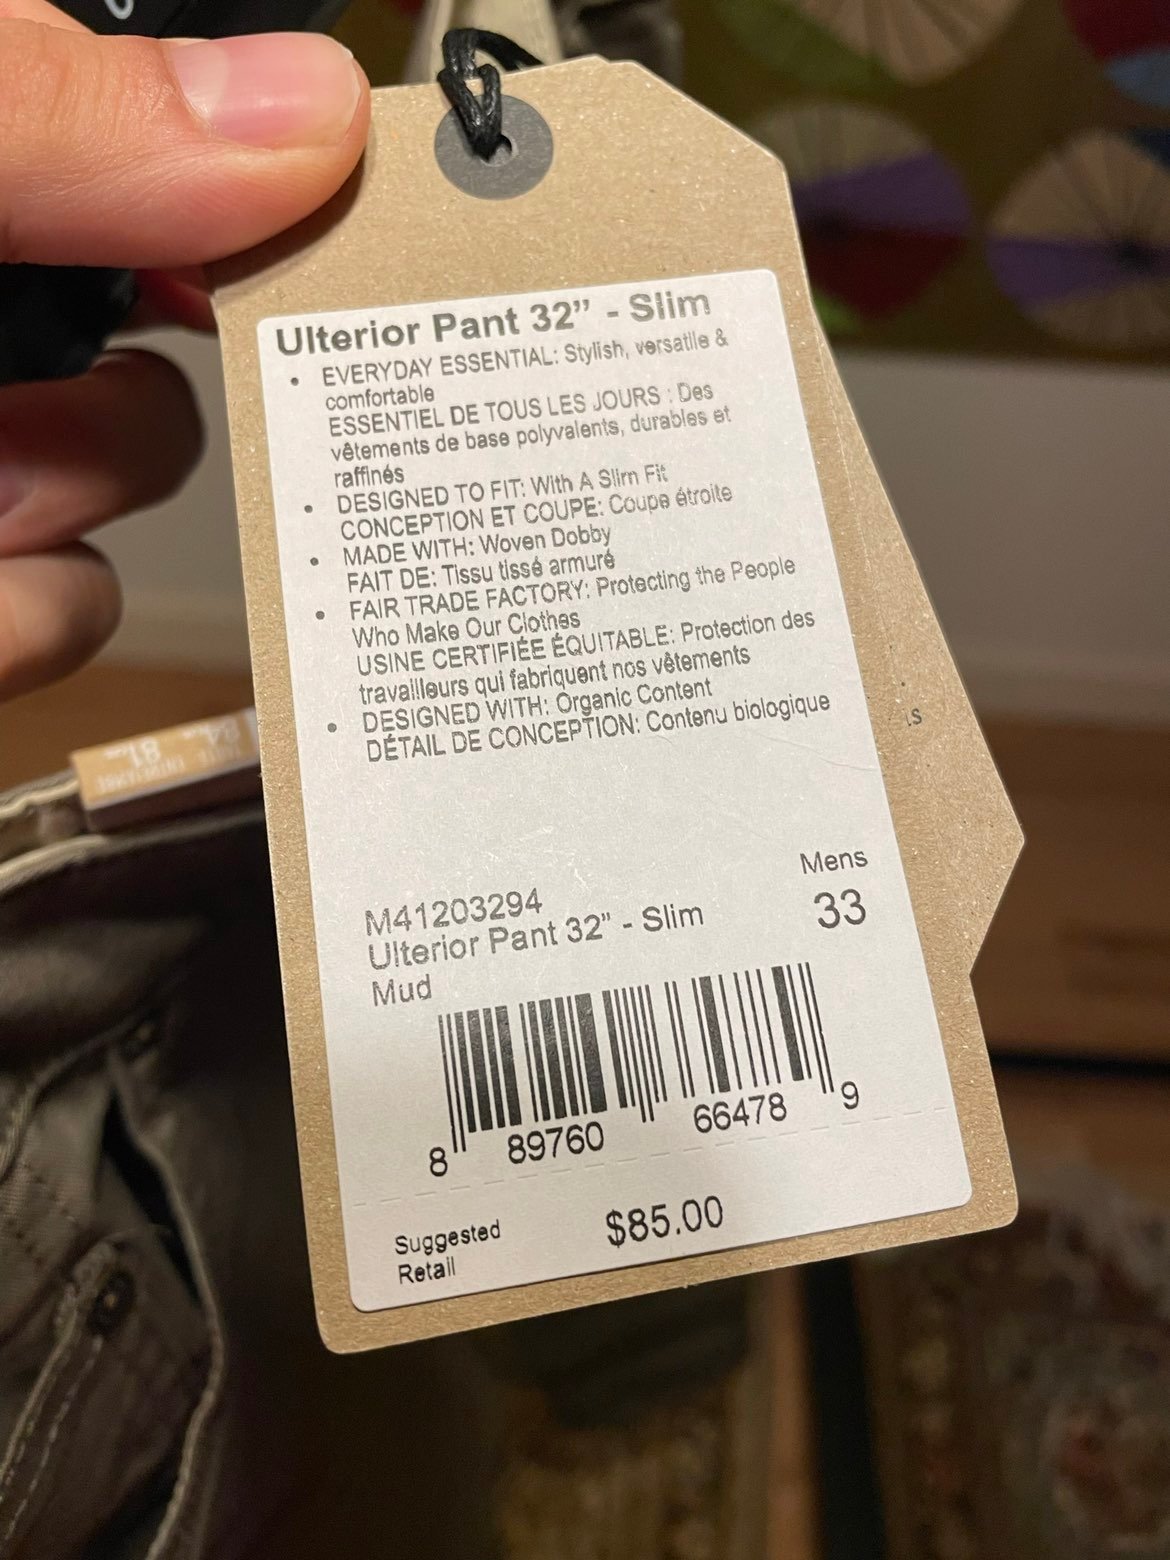 Ulterior Pant 32” - Slim
• EVERYDAY ESSENTIAL: Stylish, versatile &
comfortable
ESSENTIEL DE TOUS LES JOURS : Des
vêtements de base polyvalents, durables et
raffinés
• DESIGNED TO FIT: With A Slim Fit
CONCEPTION ET COUPE: Coupe étroite
• MADE WITH: Woven Dobby
FAIT DE: Tissu tissé armuré
• FAIR TRADE FACTORY: Protecting the People
Who Make Our Clothes
USINE CERTIFIÉE ÉQUITABLE: Protection des
travailleurs qui fabriquent nos vêtements
• DESIGNED WITH: Organic Content
DÉTAIL DE CONCEPTION: Contenu biologique
Mens
33
M41203294
Ulterior Pant 32” - Slim
Mud
8 89760 66478 9
Suggested
Retail
$85.00